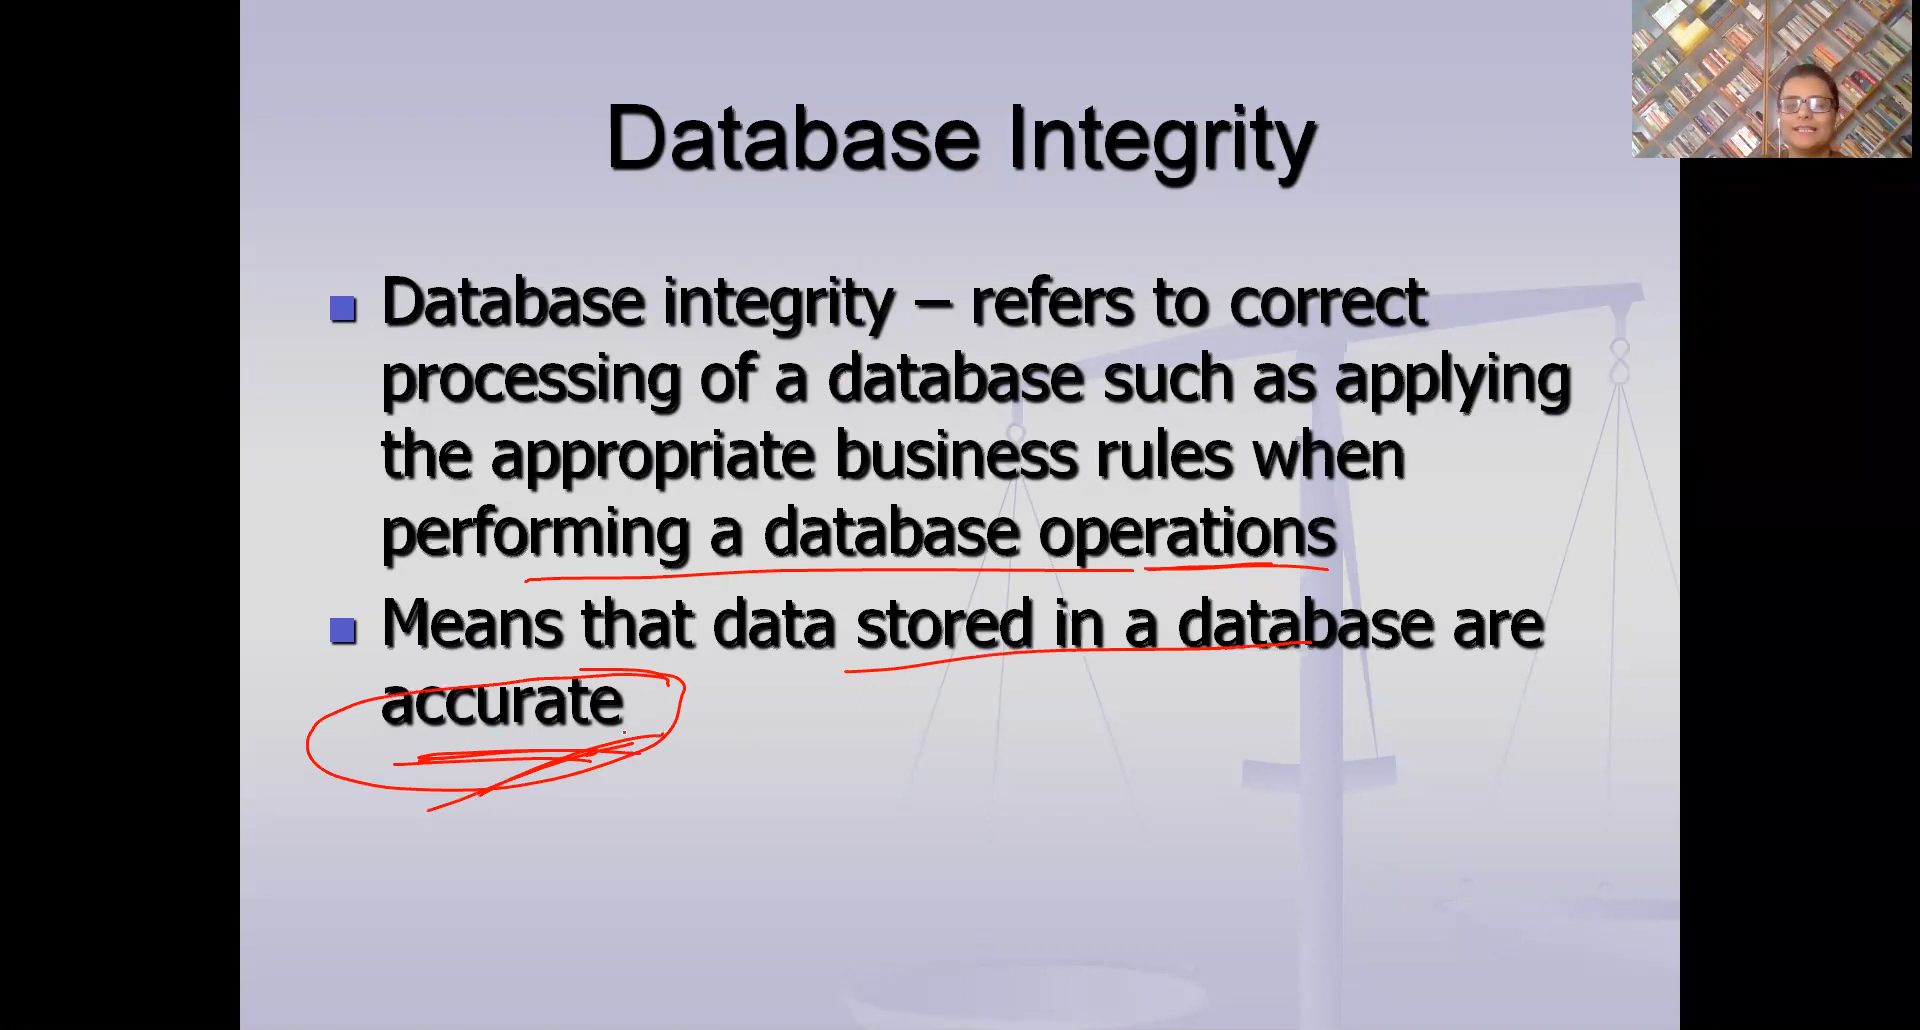 Database Integrity
Database integrity – refers to correct
processing of a database such as applying
the appropriate business rules when
performing a database operations
Means that data stored in a database are
accurate